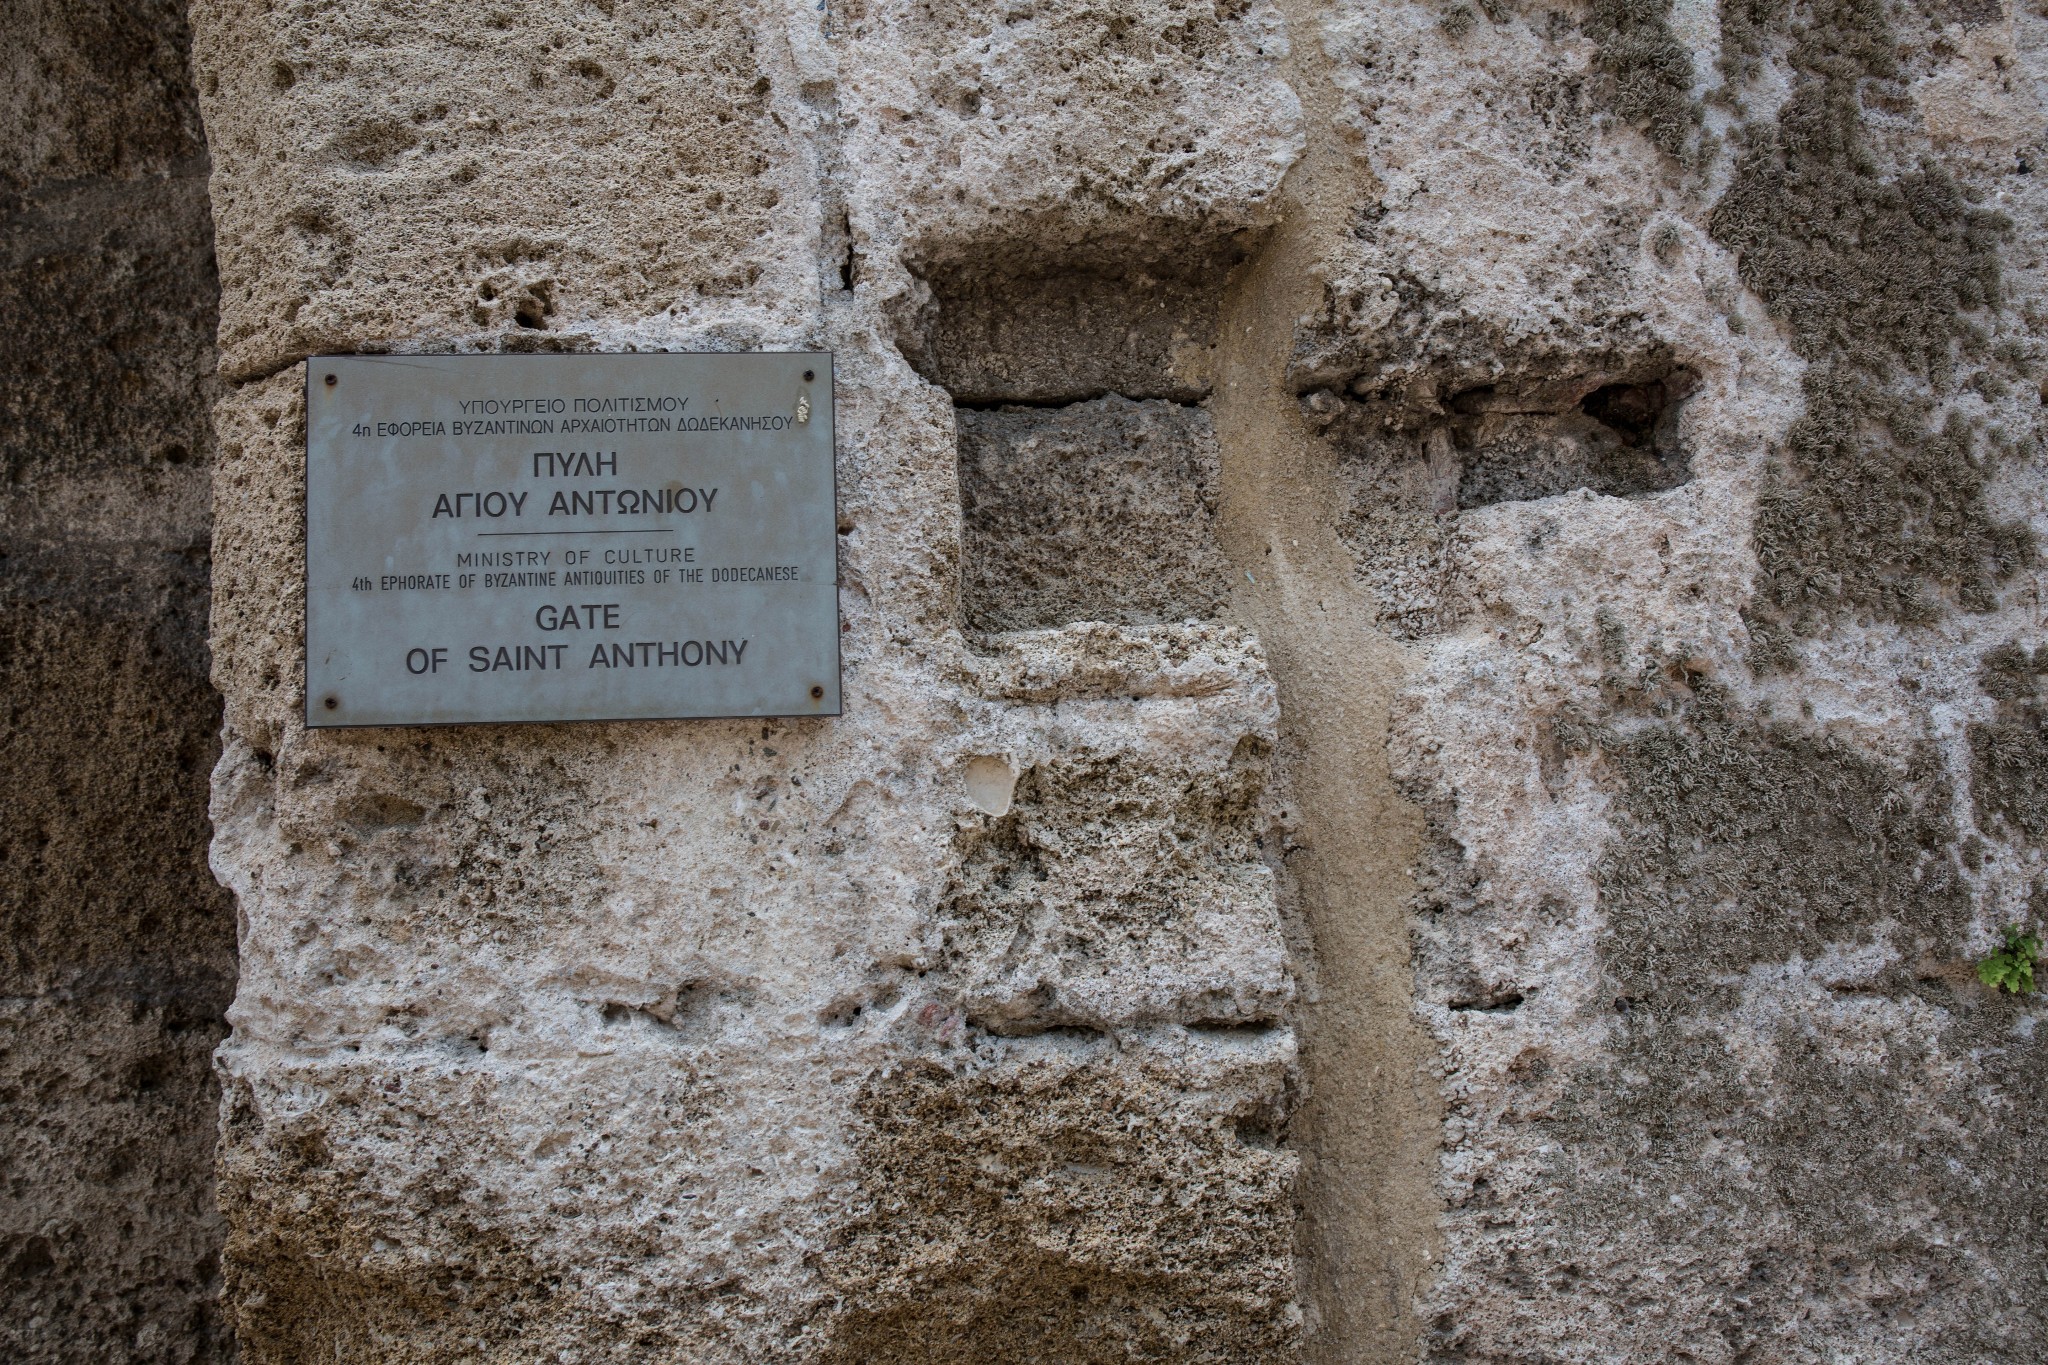 ΥΠΟΥΡΓΕΙΟ ΠΟΛΙΤΙΣΜΟΥ
4η ΕΦΟΡΕΙΑ ΒΥΖΑΝΤΙΝΩΝ ΑΡΧΑΙΟΤΗΤΩΝ ΔΩΔΕΚΑΝΗΣΟΥ
ΠΥΛΗ
ΑΓΙΟΥ ΑΝΤΩΝΙΟΥ
MINISTRY OF CULTURE
4th EPHORATE OF BYZANTINE ANTIQUITIES OF THE DODECANESE
GATE
OF SAINT ANTHONY